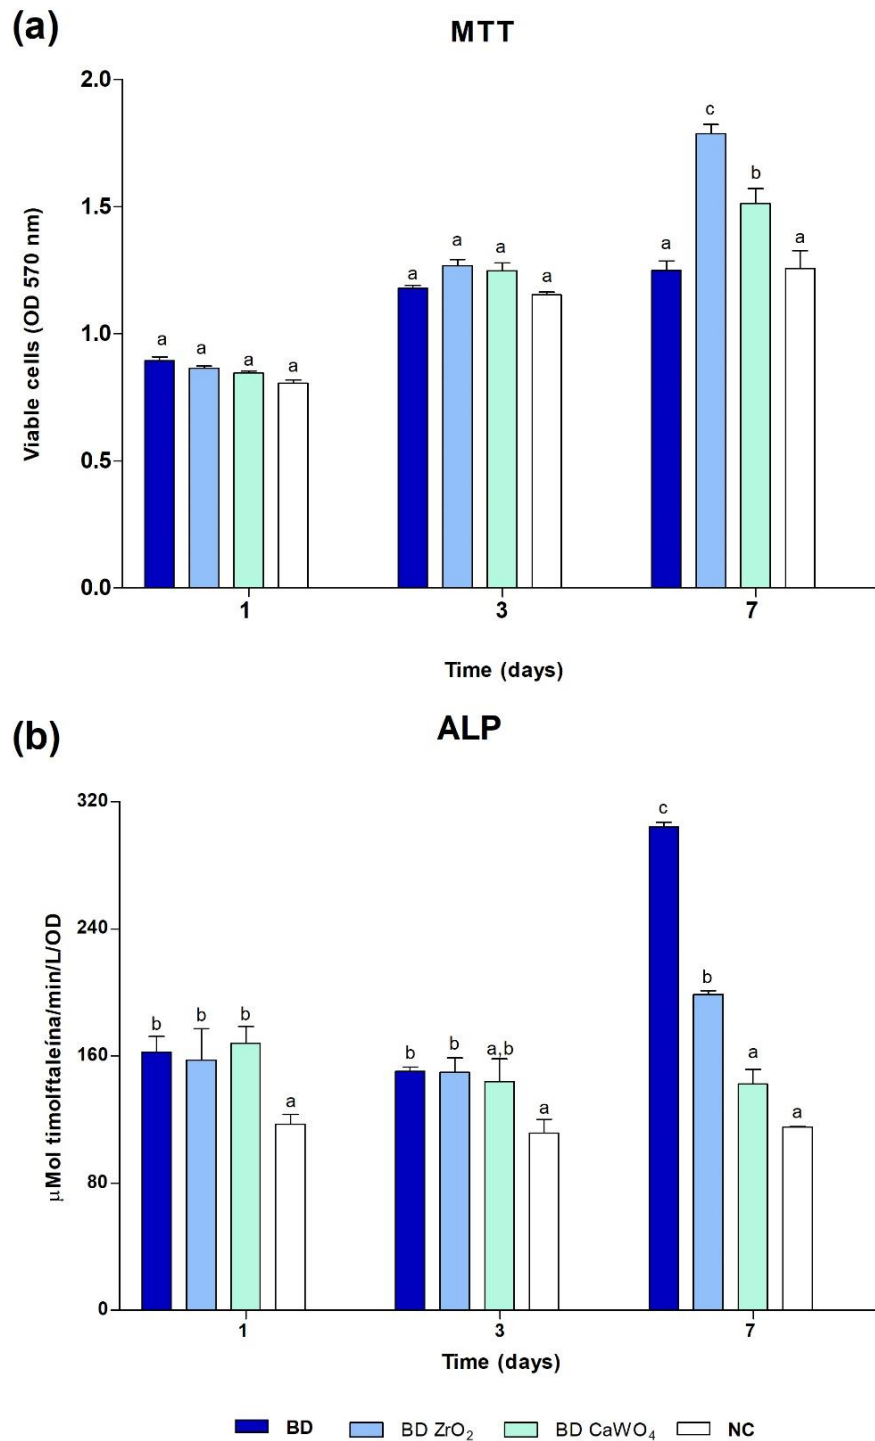 (a)
MTT
2.0
1.5
1.0
0.5
0.0
Viable cells (OD 570 nm)
a a a a
a a a a
a c b a
1 3 7
Time (days)
(b)
ALP
320
240
160
80
0
µMol timolftaleína/min/L/OD
b b b a
b b a,b a
c b a a
1 3 7
Time (days)
BD BD ZrO₂ BD CaWO₄ NC